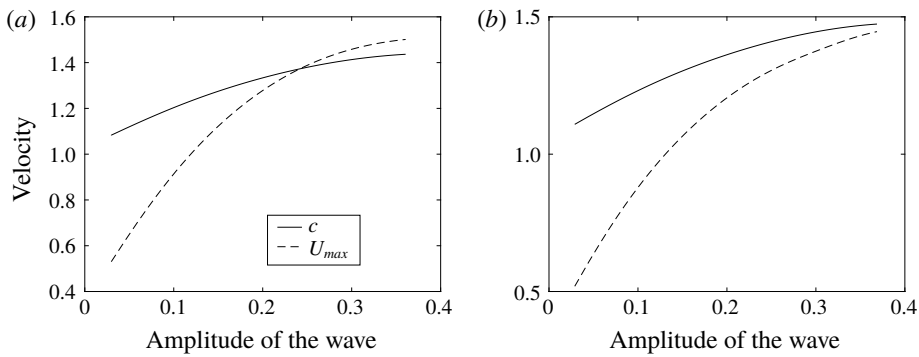 (a)
1.6
1.4
1.2
1.0
0.8
0.6
0.4
Velocity
c
U_max
0 0.1 0.2 0.3 0.4
Amplitude of the wave
(b)
1.5
1.0
0.5
0 0.1 0.2 0.3 0.4
Amplitude of the wave